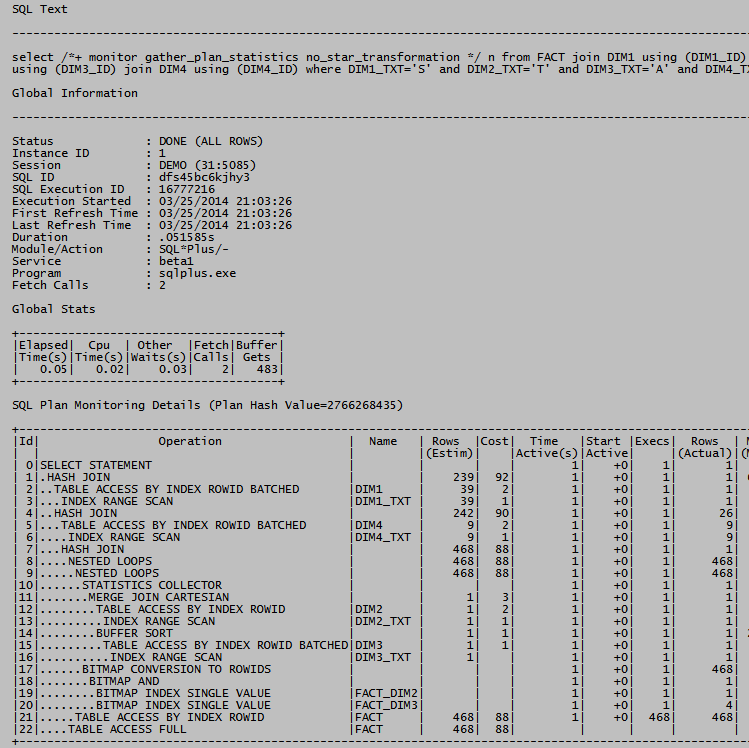 SQL Text
------------------------------------------------------------------------------------------------------------
select /*+ monitor gather_plan_statistics no_star_transformation */ n from FACT join DIM1 using (DIM1_ID)
using (DIM3_ID) join DIM4 using (DIM4_ID) where DIM1_TXT='S' and DIM2_TXT='T' and DIM3_TXT='A' and DIM4_T
Global Information
------------------------------------------------------------------------------------------------------------
Status : DONE (ALL ROWS)
Instance ID : 1
Session : DEMO (31:5085)
SQL ID : dfs45bc6kjhy3
SQL Execution ID : 16777216
Execution Started : 03/25/2014 21:03:26
First Refresh Time : 03/25/2014 21:03:26
Last Refresh Time : 03/25/2014 21:03:26
Duration : .051585s
Module/Action : SQL*Plus/-
Service : beta1
Program : sqlplus.exe
Fetch Calls : 2
Global Stats
+--------------------------------------+
|Elapsed| Cpu | Other |Fetch|Buffer|
|Time(s)|Time(s)|Waits(s)|Calls| Gets |
| 0.05| 0.02| 0.03| 2| 483|
+--------------------------------------+
SQL Plan Monitoring Details (Plan Hash Value=2766268435)
+-----------------------------------------------------------------------------------------------------------
|Id| Operation | Name | Rows |Cost| Time |Start |Execs| Rows |
| | | |(Estim)| |Active(s)|Active| |(Actual)|(
| 0|SELECT STATEMENT | | | | 1| +0| 1| 1|
| 1|.HASH JOIN | | 239| 92| 1| +0| 1| 1|
| 2|..TABLE ACCESS BY INDEX ROWID BATCHED |DIM1 | 39| 2| 1| +0| 1| 1|
| 3|...INDEX RANGE SCAN |DIM1_TXT | 39| 1| 1| +0| 1| 1|
| 4|..HASH JOIN | | 242| 90| 1| +0| 1| 26|
| 5|...TABLE ACCESS BY INDEX ROWID BATCHED |DIM4 | 9| 2| 1| +0| 1| 9|
| 6|....INDEX RANGE SCAN |DIM4_TXT | 9| 1| 1| +0| 1| 9|
| 7|...HASH JOIN | | 468| 88| 1| +0| 1| 1|
| 8|....NESTED LOOPS | | 468| 88| 1| +0| 1| 468|
| 9|.....NESTED LOOPS | | 468| 88| 1| +0| 1| 468|
|10|......STATISTICS COLLECTOR | | | | 1| +0| 1| 1|
|11|.......MERGE JOIN CARTESIAN | | 1| 3| 1| +0| 1| 1|
|12|........TABLE ACCESS BY INDEX ROWID |DIM2 | 1| 2| 1| +0| 1| 1|
|13|.........INDEX RANGE SCAN |DIM2_TXT | 1| 1| 1| +0| 1| 1|
|14|........BUFFER SORT | | 1| 1| 1| +0| 1| 1|
|15|.........TABLE ACCESS BY INDEX ROWID BATCHED|DIM3 | 1| 1| 1| +0| 1| 1|
|16|..........INDEX RANGE SCAN |DIM3_TXT | 1| | 1| +0| 1| 1|
|17|......BITMAP CONVERSION TO ROWIDS | | | | 1| +0| 1| 468|
|18|.......BITMAP AND | | | | 1| +0| 1| 1|
|19|........BITMAP INDEX SINGLE VALUE |FACT_DIM2| | | 1| +0| 1| 1|
|20|........BITMAP INDEX SINGLE VALUE |FACT_DIM3| | | 1| +0| 1| 4|
|21|.....TABLE ACCESS BY INDEX ROWID |FACT | 468| 88| 1| +0| 468| 468|
|22|....TABLE ACCESS FULL |FACT | 468| 88| | | | |
+-----------------------------------------------------------------------------------------------------------